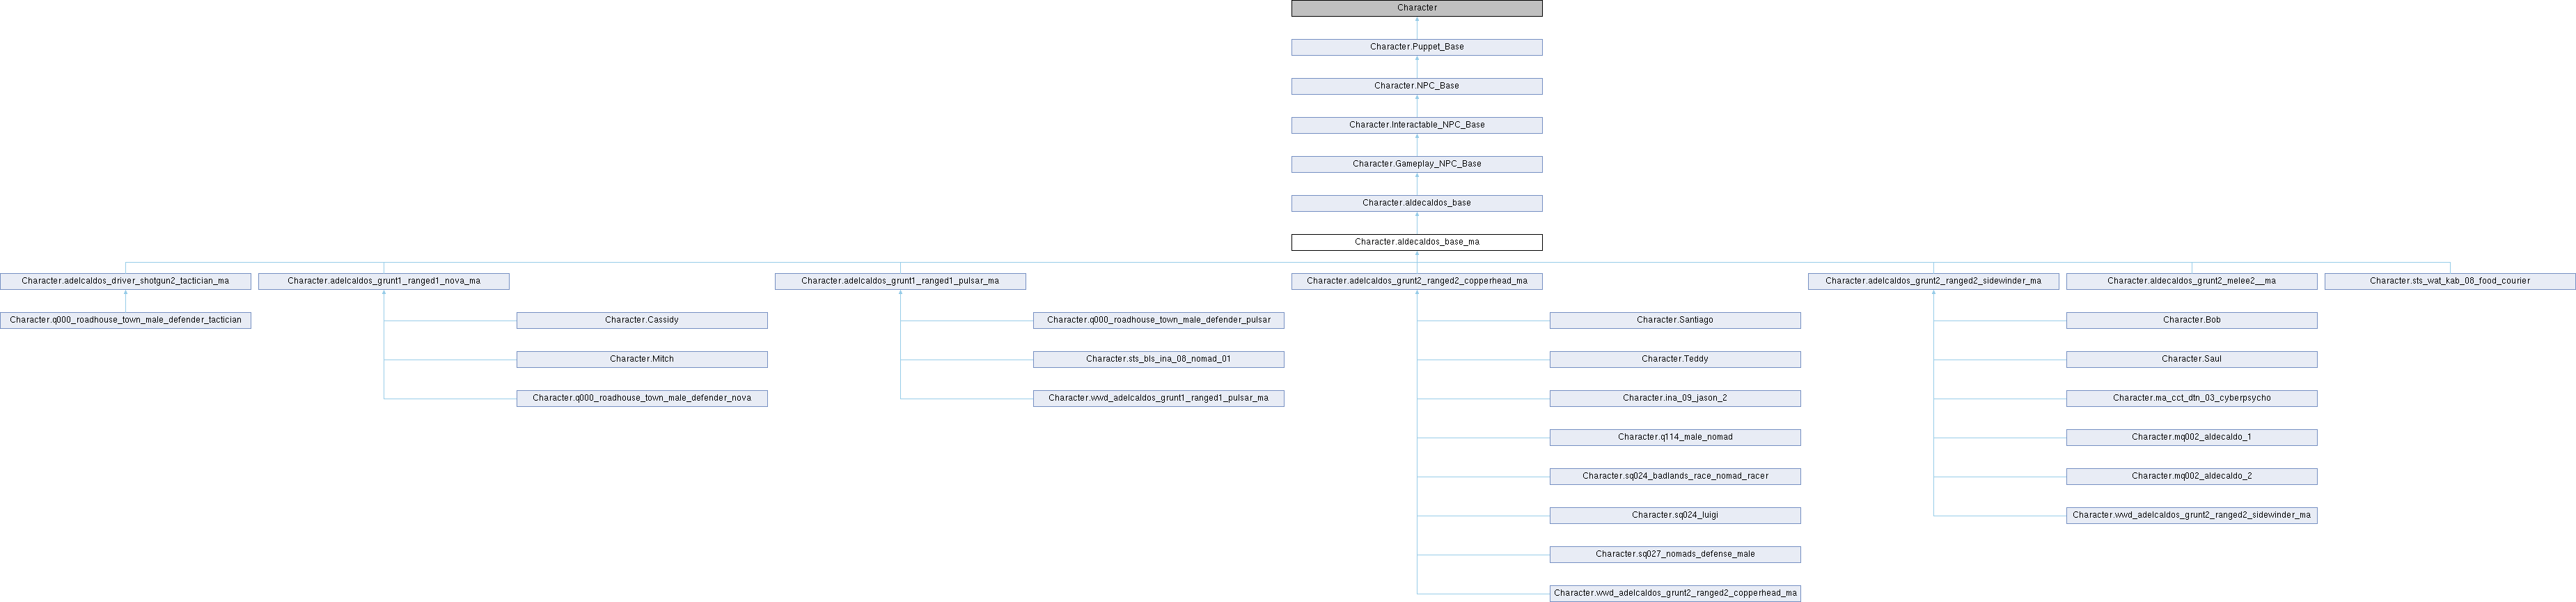 Character
Character.Puppet_Base
Character.NPC_Base
Character.Interactable_NPC_Base
Character.Gameplay_NPC_Base
Character.aldecaldos_base
Character.aldecaldos_base_ma
Character.adelcaldos_driver_shotgun2_tactician_ma
Character.adelcaldos_grunt1_ranged1_nova_ma
Character.adelcaldos_grunt1_ranged1_pulsar_ma
Character.adelcaldos_grunt2_ranged2_copperhead_ma
Character.adelcaldos_grunt2_ranged2_sidewinder_ma
Character.aldecaldos_grunt2_melee2__ma
Character.sts_wat_kab_08_food_courier
Character.q000_roadhouse_town_male_defender_tactician
Character.Cassidy
Character.q000_roadhouse_town_male_defender_pulsar
Character.Santiago
Character.Bob
Character.Mitch
Character.sts_bls_ina_08_nomad_01
Character.Teddy
Character.Saul
Character.q000_roadhouse_town_male_defender_nova
Character.wwd_adelcaldos_grunt1_ranged1_pulsar_ma
Character.ina_09_jason_2
Character.ma_cct_dtn_03_cyberpsycho
Character.q114_male_nomad
Character.mq002_aldecaldo_1
Character.sq024_badlands_race_nomad_racer
Character.mq002_aldecaldo_2
Character.sq024_luigi
Character.wwd_adelcaldos_grunt2_ranged2_sidewinder_ma
Character.sq027_nomads_defense_male
Character.wwd_adelcaldos_grunt2_ranged2_copperhead_ma